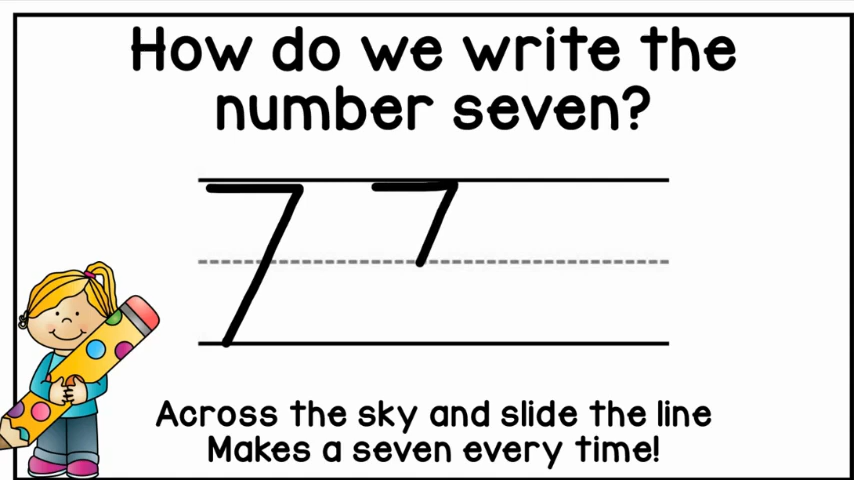 How do we write the
number seven?
7 7
Across the sky and slide the line
Makes a seven every time!